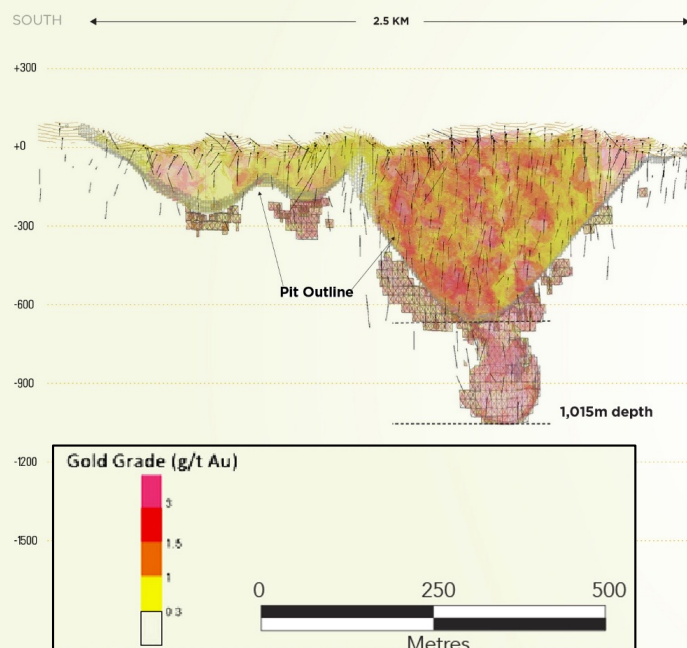 SOUTH
2.5 KM
+300
+0
-300
-600
-900
-1200
-1500
Pit Outline
1,015m depth
Gold Grade (g/t Au)
3
1.5
1
0.3
0 250 500
Metres